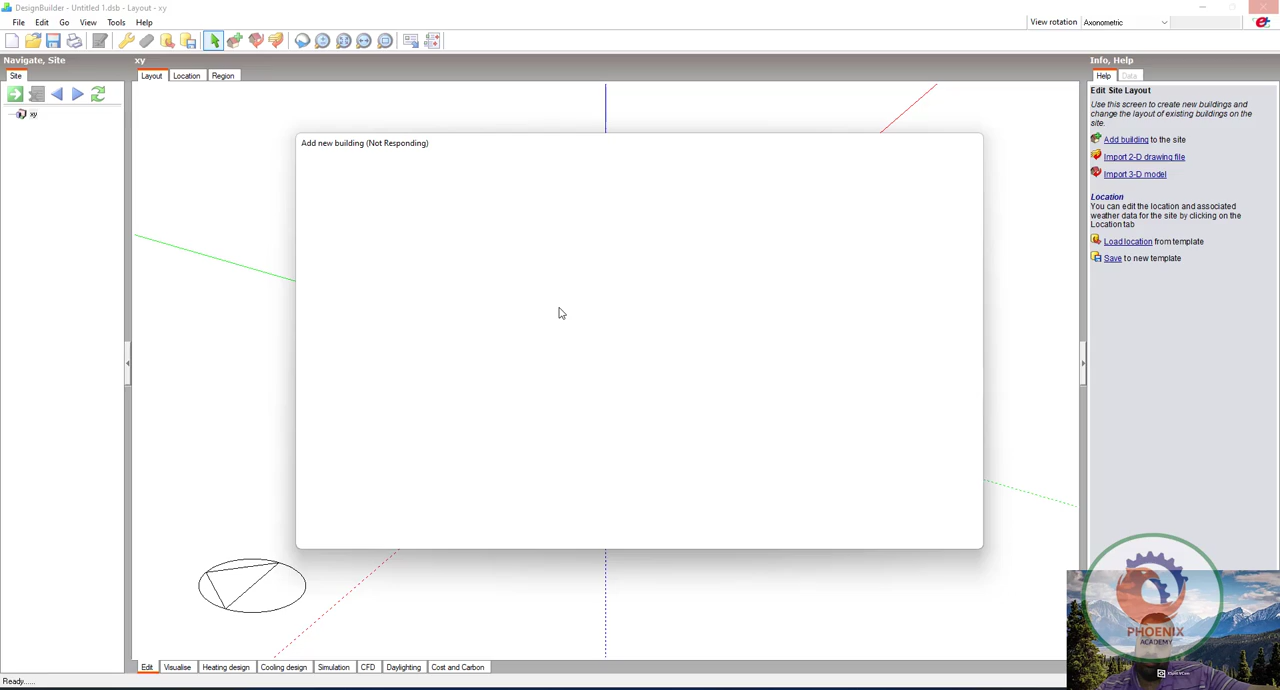 DesignBuilder - Untitled 1.dsb - Layout - xy
File Edit Go View Tools Help
View rotation Axonometric
Navigate, Site
xy
Info, Help
Site
Layout Location Region
Help Data
xy
Add new building (Not Responding)
Edit Site Layout
Use this screen to create new buildings and
change the layout of existing buildings on the
site.
Add building to the site
Import 2-D drawing file
Import 3-D model
Location
You can edit the location and associated
weather data for the site by clicking on the
Location tab
Load location from template
Save to new template
PHOENIX
ACADEMY
Edit Visualise Heating design Cooling design Simulation CFD Daylighting Cost and Carbon
Ready.....